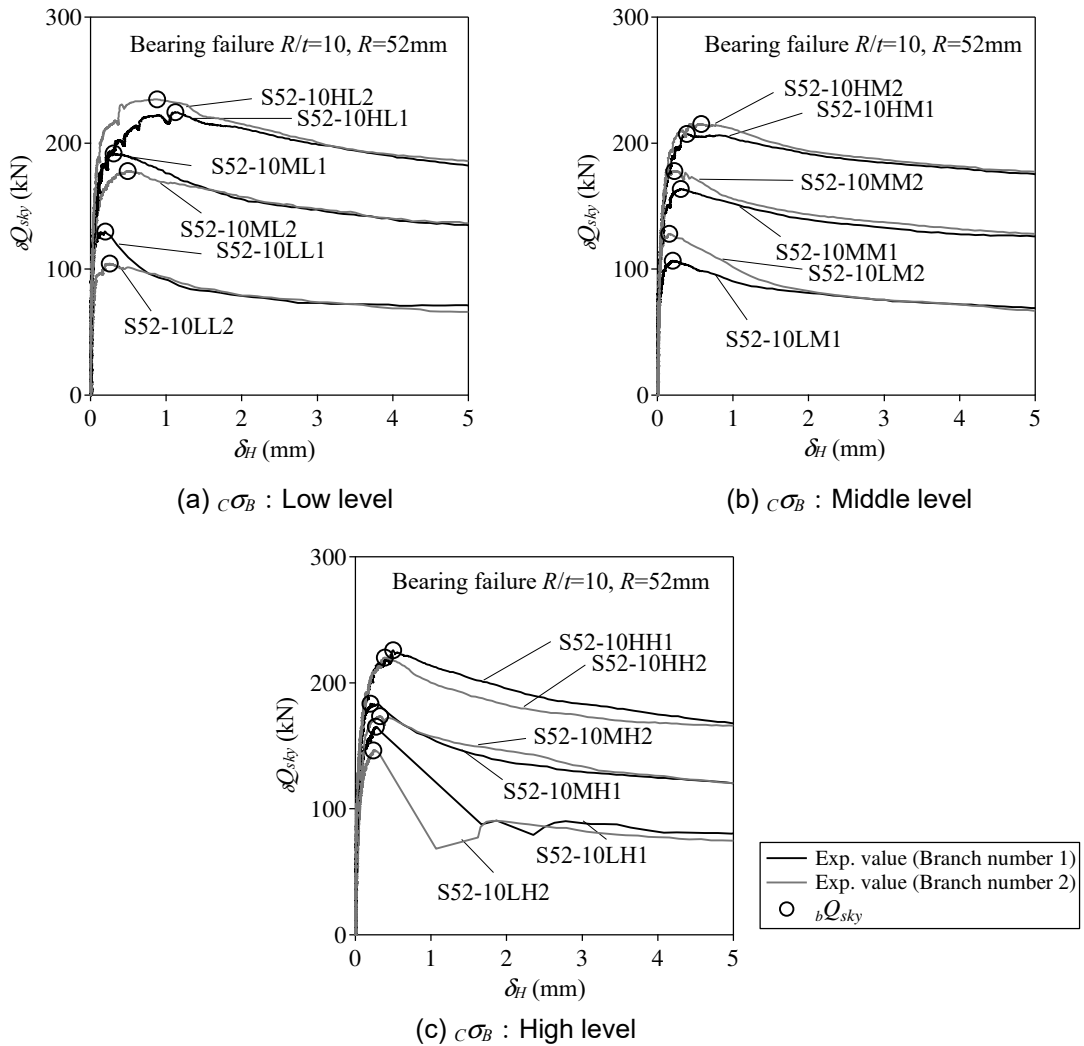 300
Bearing failure R/t=10, R=52mm
S52-10HL2
S52-10HL1
200
S52-10ML1
S52-10ML2
S52-10LL1
100
S52-10LL2
0
δQsky (kN)
0 1 2 3 4 5
δH (mm)
(a) CσB : Low level
300
Bearing failure R/t=10, R=52mm
S52-10HM2
S52-10HM1
200
S52-10MM2
S52-10MM1
S52-10LM2
100
S52-10LM1
0
δQsky (kN)
0 1 2 3 4 5
δH (mm)
(b) CσB : Middle level
300
Bearing failure R/t=10, R=52mm
S52-10HH1
S52-10HH2
200
S52-10MH2
S52-10MH1
100
S52-10LH1
S52-10LH2
0
δQsky (kN)
0 1 2 3 4 5
δH (mm)
(c) CσB : High level
Exp. value (Branch number 1)
Exp. value (Branch number 2)
bQsky